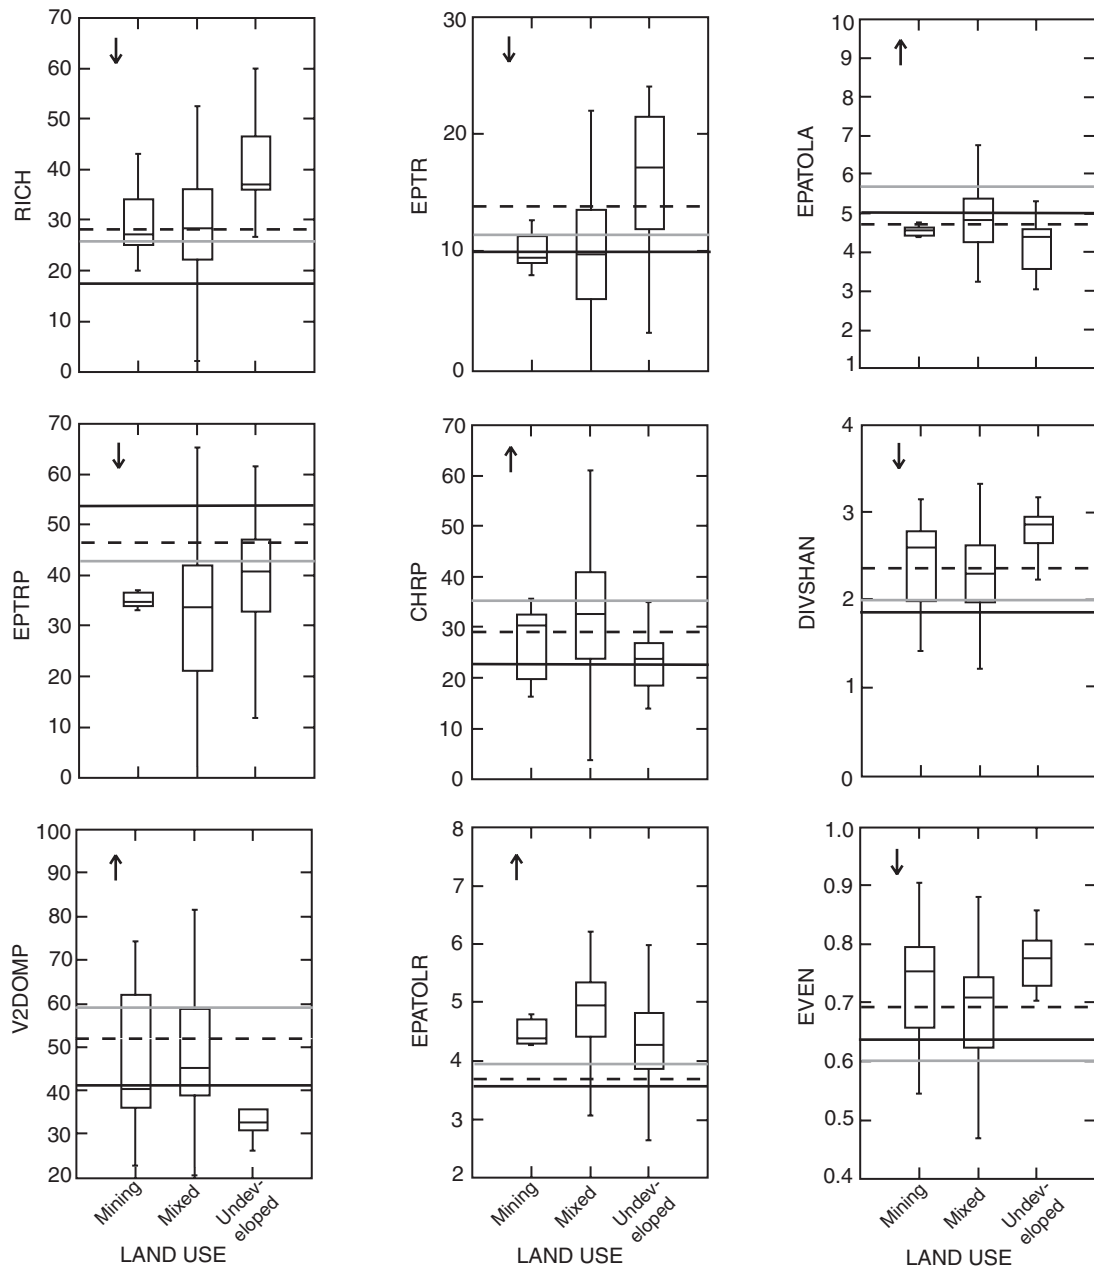 RICH
70
60
50
40
30
20
10
0
EPTR
30
20
10
0
EPATOLA
10
9
8
7
6
5
4
3
2
1
EPTRP
70
60
50
40
30
20
10
0
CHRP
70
60
50
40
30
20
10
0
DIVSHAN
4
3
2
1
0
V2DOMP
100
90
80
70
60
50
40
30
20
Mining
Mixed
Undev-
eloped
LAND USE
EPATOLR
8
7
6
5
4
3
2
Mining
Mixed
Undev-
eloped
LAND USE
EVEN
1.0
0.9
0.8
0.7
0.6
0.5
0.4
Mining
Mixed
Undev-
eloped
LAND USE